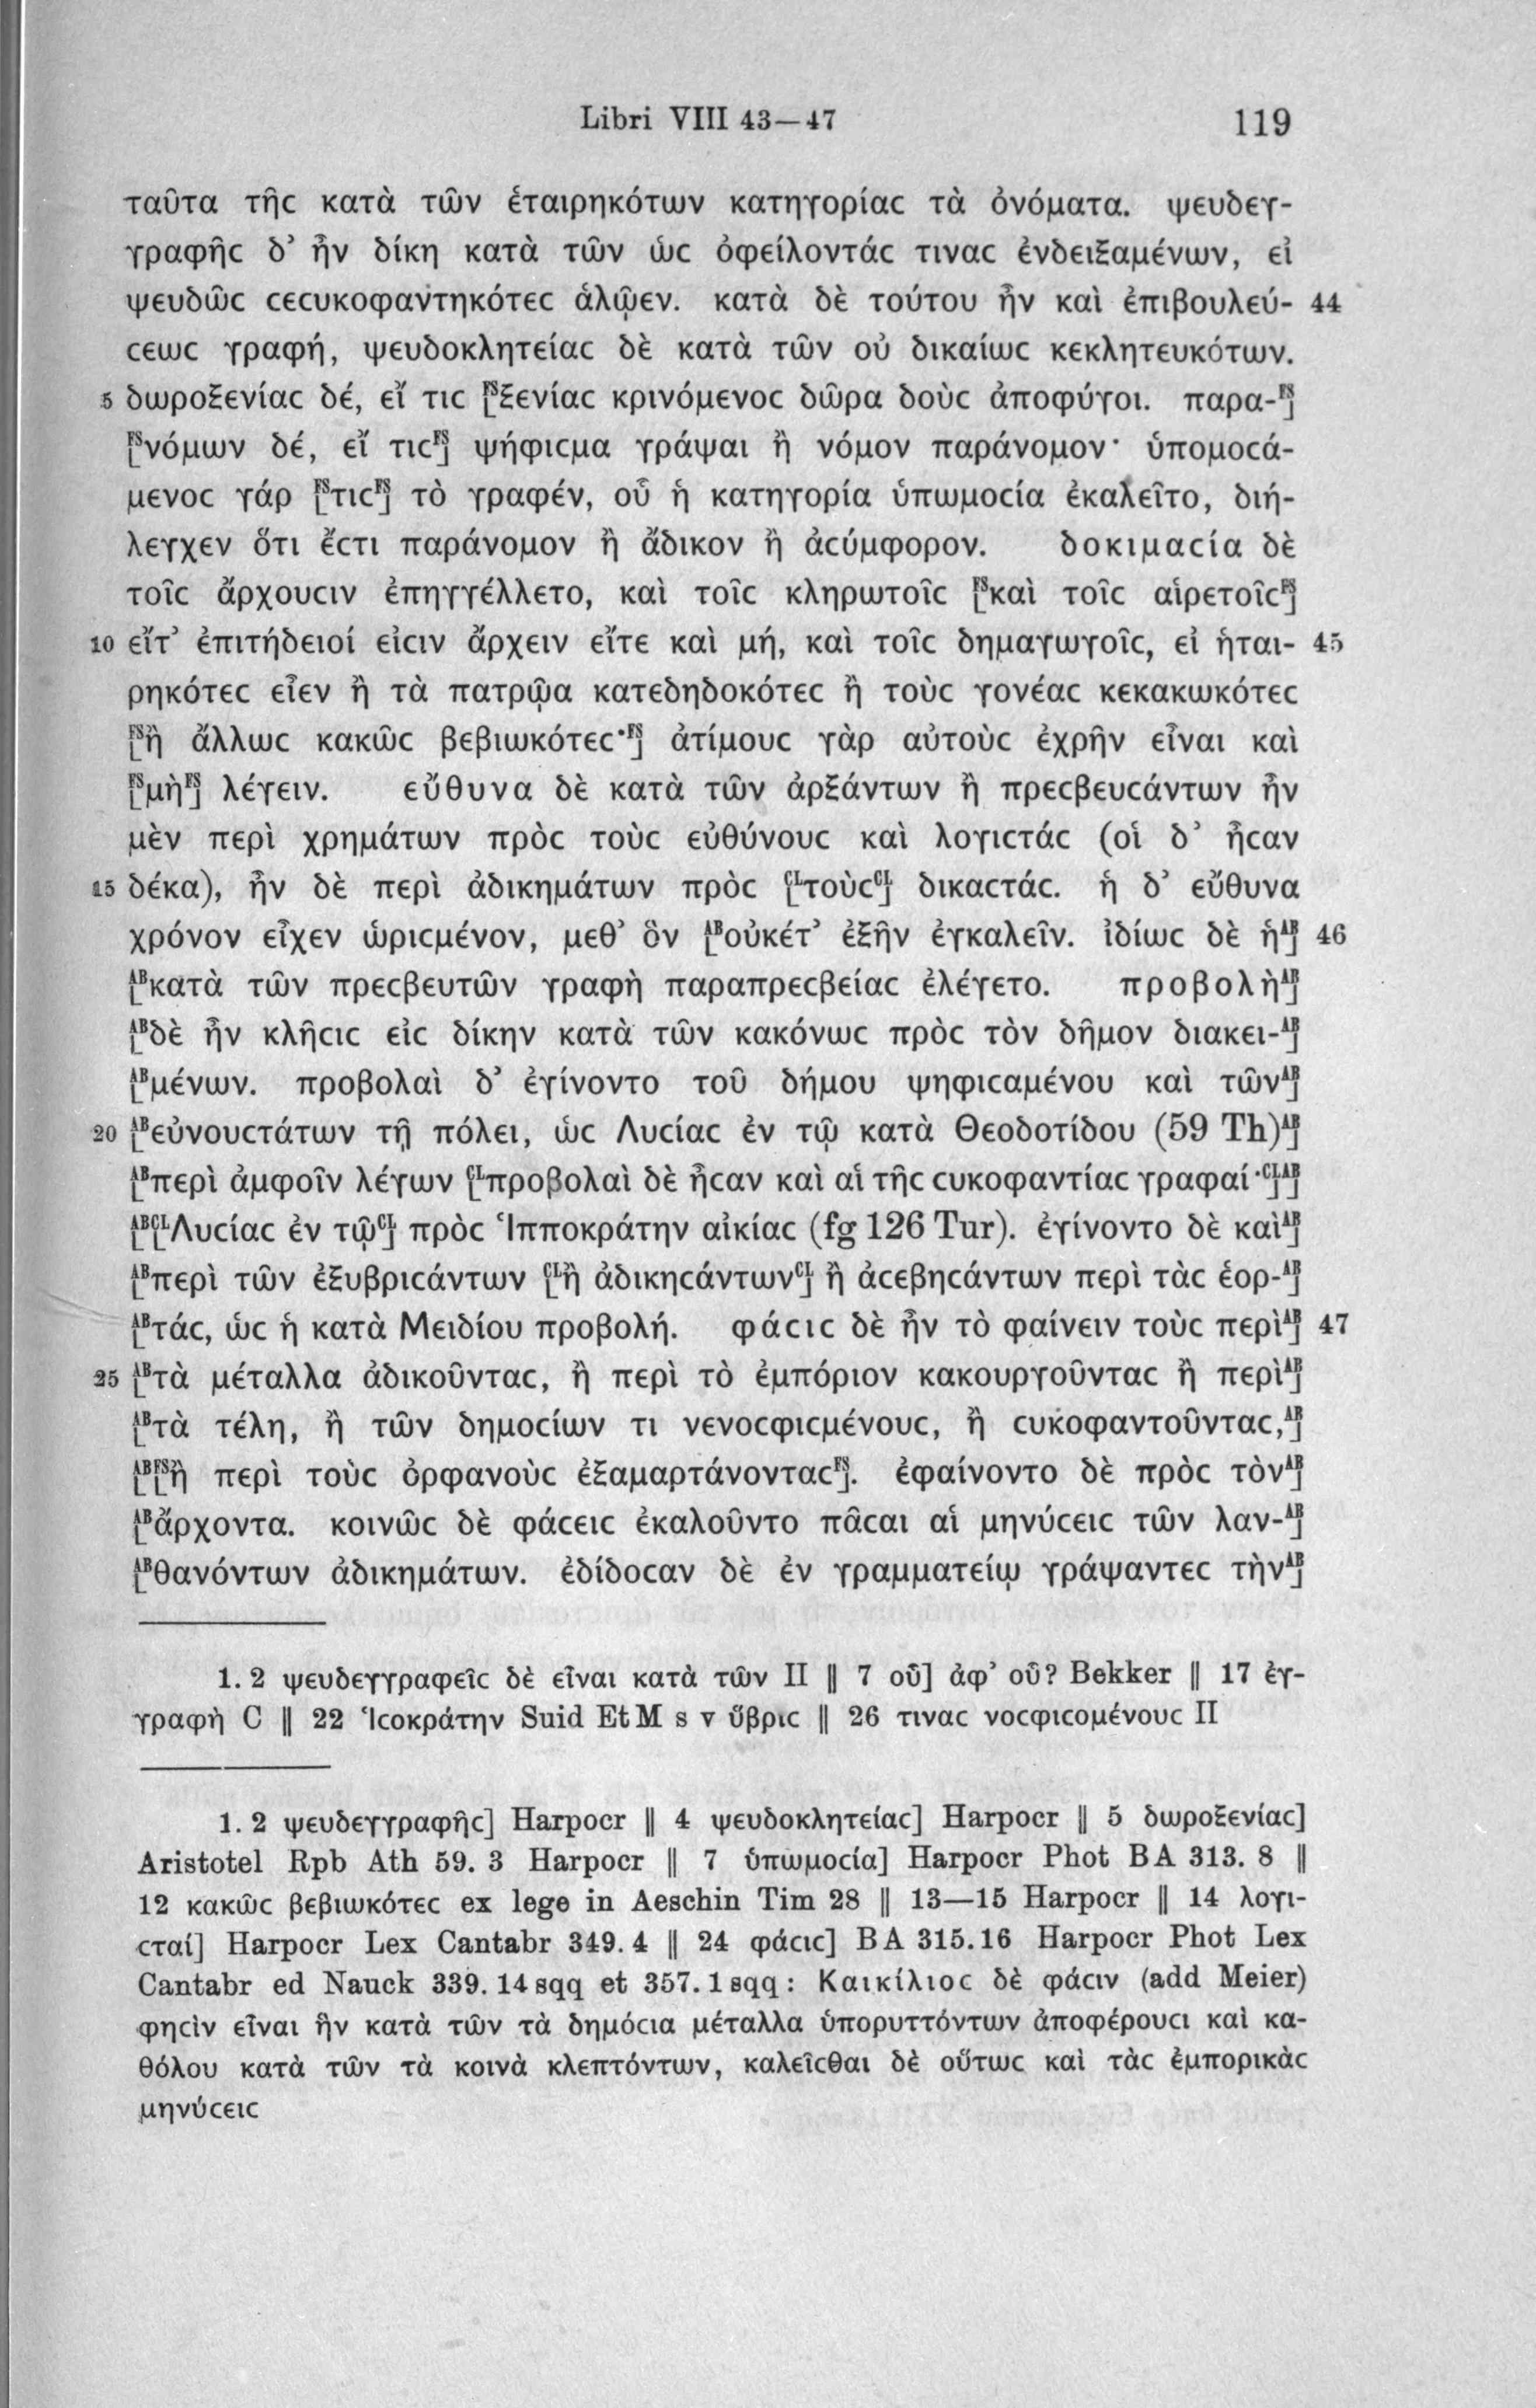 Libri VIII 43—47 119
ταῦτα τῆϲ κατὰ τῶν ἑταιρηκότων κατηγορίαϲ τὰ ὀνόματα. ψευδεγ-
γραφῆϲ δ’ ἦν δίκη κατὰ τῶν ὡϲ ὀφείλοντάϲ τιναϲ ἐνδειξαμένων, εἰ
ψευδῶϲ ϲεϲυκοφαντηκότεϲ ἁλῷεν. κατὰ δὲ τούτου ἦν καὶ ἐπιβουλεύ- 44
ϲεωϲ γραφή, ψευδοκλητείαϲ δὲ κατὰ τῶν οὐ δικαίωϲ κεκλητευκότων.
5 δωροξενίαϲ δέ, εἴ τιϲ [FSξενίαϲ κρινόμενοϲ δῶρα δοὺϲ ἀποφύγοι. παρα-FS]
[FSνόμων δέ, εἴ τιϲFS] ψήφιϲμα γράψαι ἢ νόμον παράνομον· ὑπομοϲά-
μενοϲ γάρ [FSτιϲFS] τὸ γραφέν, οὗ ἡ κατηγορία ὑπωμοϲία ἐκαλεῖτο, διή-
λεγχεν ὅτι ἔϲτι παράνομον ἢ ἄδικον ἢ ἀϲύμφορον. δοκιμαϲία δὲ
τοῖϲ ἄρχουϲιν ἐπηγγέλλετο, καὶ τοῖϲ κληρωτοῖϲ [FSκαὶ τοῖϲ αἱρετοῖϲFS]
10 εἴτ’ ἐπιτήδειοί εἰϲιν ἄρχειν εἴτε καὶ μή, καὶ τοῖϲ δημαγωγοῖϲ, εἰ ἡται- 45
ρηκότεϲ εἶεν ἢ τὰ πατρῷα κατεδηδοκότεϲ ἢ τοὺϲ γονέαϲ κεκακωκότεϲ
[FSἢ ἄλλωϲ κακῶϲ βεβιωκότεϲ·FS] ἀτίμουϲ γὰρ αὐτοὺϲ ἐχρῆν εἶναι καὶ
[FSμὴFS] λέγειν. εὔθυνα δὲ κατὰ τῶν ἀρξάντων ἢ πρεϲβευϲάντων ἦν
μὲν περὶ χρημάτων πρὸϲ τοὺϲ εὐθύνουϲ καὶ λογιϲτάϲ (οἱ δ’ ἦϲαν
15 δέκα), ἦν δὲ περὶ ἀδικημάτων πρὸϲ [CLτοὺϲCL] δικαϲτάϲ. ἡ δ’ εὔθυνα
χρόνον εἶχεν ὡριϲμένον, μεθ’ ὃν [ABοὐκέτ’ ἐξῆν ἐγκαλεῖν. ἰδίωϲ δὲ ἡAB] 46
[ABκατὰ τῶν πρεϲβευτῶν γραφὴ παραπρεϲβείαϲ ἐλέγετο. προβολὴAB]
[ABδὲ ἦν κλῆϲιϲ εἰϲ δίκην κατὰ τῶν κακόνωϲ πρὸϲ τὸν δῆμον διακει-AB]
[ABμένων. προβολαὶ δ’ ἐγίνοντο τοῦ δήμου ψηφιϲαμένου καὶ τῶνAB]
20 [ABεὐνουϲτάτων τῇ πόλει, ὡϲ Λυϲίαϲ ἐν τῷ κατὰ Θεοδοτίδου (59 Th)AB]
[ABπερὶ ἀμφοῖν λέγων [CLπροβολαὶ δὲ ἦϲαν καὶ αἱ τῆϲ ϲυκοφαντίαϲ γραφαί·CL]AB]
[AB[CLΛυϲίαϲ ἐν τῷCL] πρὸϲ Ἱπποκράτην αἰκίαϲ (fg 126 Tur). ἐγίνοντο δὲ καὶAB]
[ABπερὶ τῶν ἐξυβριϲάντων [CLἢ ἀδικηϲάντωνCL] ἢ ἀϲεβηϲάντων περὶ τὰϲ ἑορ-AB]
[ABτάϲ, ὡϲ ἡ κατὰ Μειδίου προβολή. φάϲιϲ δὲ ἦν τὸ φαίνειν τοὺϲ περὶAB] 47
25 [ABτὰ μέταλλα ἀδικοῦνταϲ, ἢ περὶ τὸ ἐμπόριον κακουργοῦνταϲ ἢ περὶAB]
[ABτὰ τέλη, ἢ τῶν δημοϲίων τι νενοϲφιϲμένουϲ, ἢ ϲυκοφαντοῦνταϲ,AB]
[AB[FSἢ περὶ τοὺϲ ὀρφανοὺϲ ἐξαμαρτάνονταϲFS]. ἐφαίνοντο δὲ πρὸϲ τὸνAB]
[ABἄρχοντα. κοινῶϲ δὲ φάϲειϲ ἐκαλοῦντο πᾶϲαι αἱ μηνύϲειϲ τῶν λαν-AB]
[ABθανόντων ἀδικημάτων. ἐδίδοϲαν δὲ ἐν γραμματείῳ γράψαντεϲ τὴνAB]
1. 2 ψευδεγγραφεῖϲ δὲ εἶναι κατὰ τῶν II ‖ 7 οὗ] ἀφ’ οὗ? Bekker ‖ 17 ἐγ-
γραφὴ C ‖ 22 Ἰϲοκράτην Suid Et M s v ὕβριϲ ‖ 26 τιναϲ νοϲφιϲομένουϲ II
1. 2 ψευδεγγραφῆϲ] Harpocr ‖ 4 ψευδοκλητείαϲ] Harpocr ‖ 5 δωροξενίαϲ]
Aristotel Rpb Ath 59. 3 Harpocr ‖ 7 ὑπωμοϲία] Harpocr Phot BA 313. 8 ‖
12 κακῶϲ βεβιωκότεϲ ex lege in Aeschin Tim 28 ‖ 13—15 Harpocr ‖ 14 λογι-
ϲταί] Harpocr Lex Cantabr 349. 4 ‖ 24 φάϲιϲ] BA 315. 16 Harpocr Phot Lex
Cantabr ed Nauck 339. 14 sqq et 357. 1 sqq: Καικίλιοϲ δὲ φάϲιν (add Meier)
φηϲὶν εἶναι ἣν κατὰ τῶν τὰ δημόϲια μέταλλα ὑπορυττόντων ἀποφέρουϲι καὶ κα-
θόλου κατὰ τῶν τὰ κοινὰ κλεπτόντων, καλεῖϲθαι δὲ οὕτωϲ καὶ τὰϲ ἐμπορικὰϲ
μηνύϲειϲ